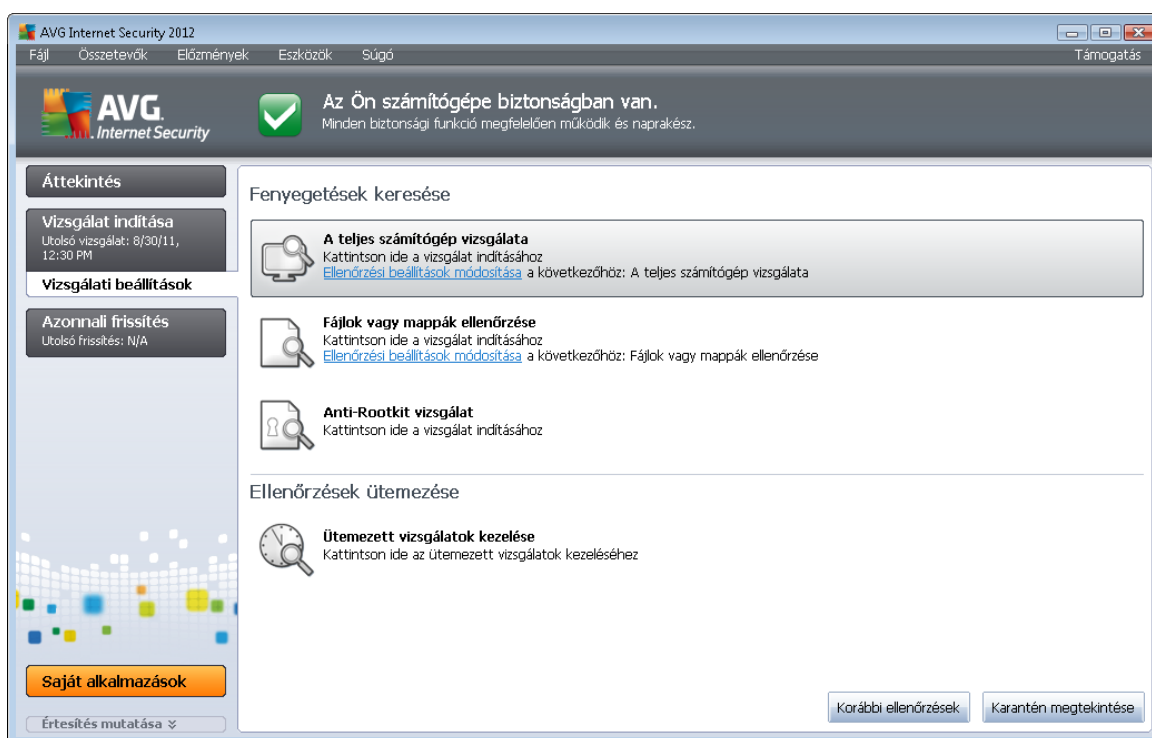 AVG Internet Security 2012
Fájl Összetevők Előzmények Eszközök Súgó Támogatás
AVG.
Internet Security
Az Ön számítógépe biztonságban van.
Minden biztonsági funkció megfelelően működik és naprakész.
Áttekintés
Vizsgálat indítása
Utolsó vizsgálat: 8/30/11,
12:30 PM
Vizsgálati beállítások
Azonnali frissítés
Utolsó frissítés: N/A
Saját alkalmazások
Értesítés mutatása
Fenyegetések keresése
A teljes számítógép vizsgálata
Kattintson ide a vizsgálat indításához
Ellenőrzési beállítások módosítása a következőhöz: A teljes számítógép vizsgálata
Fájlok vagy mappák ellenőrzése
Kattintson ide a vizsgálat indításához
Ellenőrzési beállítások módosítása a következőhöz: Fájlok vagy mappák ellenőrzése
Anti-Rootkit vizsgálat
Kattintson ide a vizsgálat indításához
Ellenőrzések ütemezése
Ütemezett vizsgálatok kezelése
Kattintson ide az ütemezett vizsgálatok kezeléséhez
Korábbi ellenőrzések
Karantén megtekintése